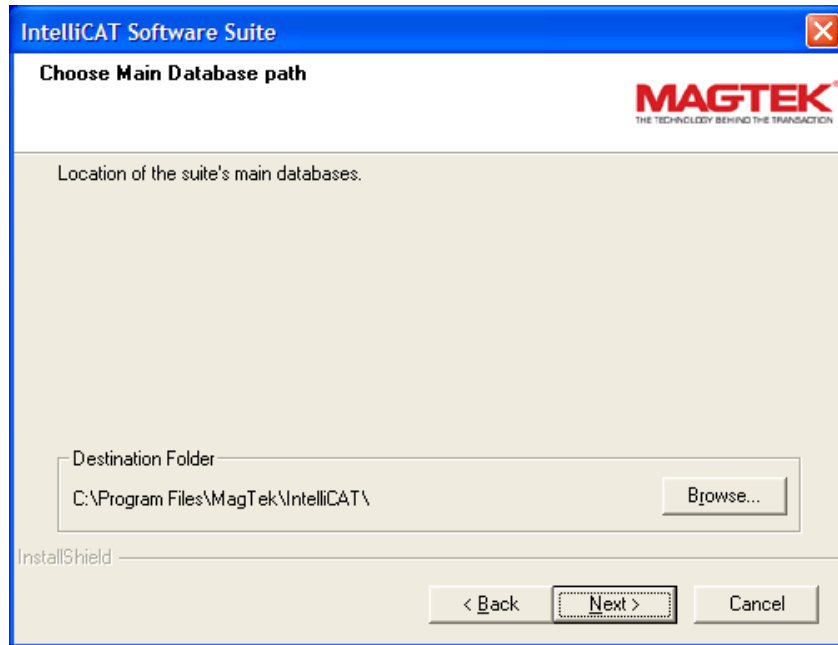 IntelliCAT Software Suite
Choose Main Database path
MAGTEK®
THE TECHNOLOGY BEHIND THE TRANSACTION
Location of the suite's main databases.
Destination Folder
C:\Program Files\MagTek\IntelliCAT\
Browse...
InstallShield
< Back
Next >
Cancel